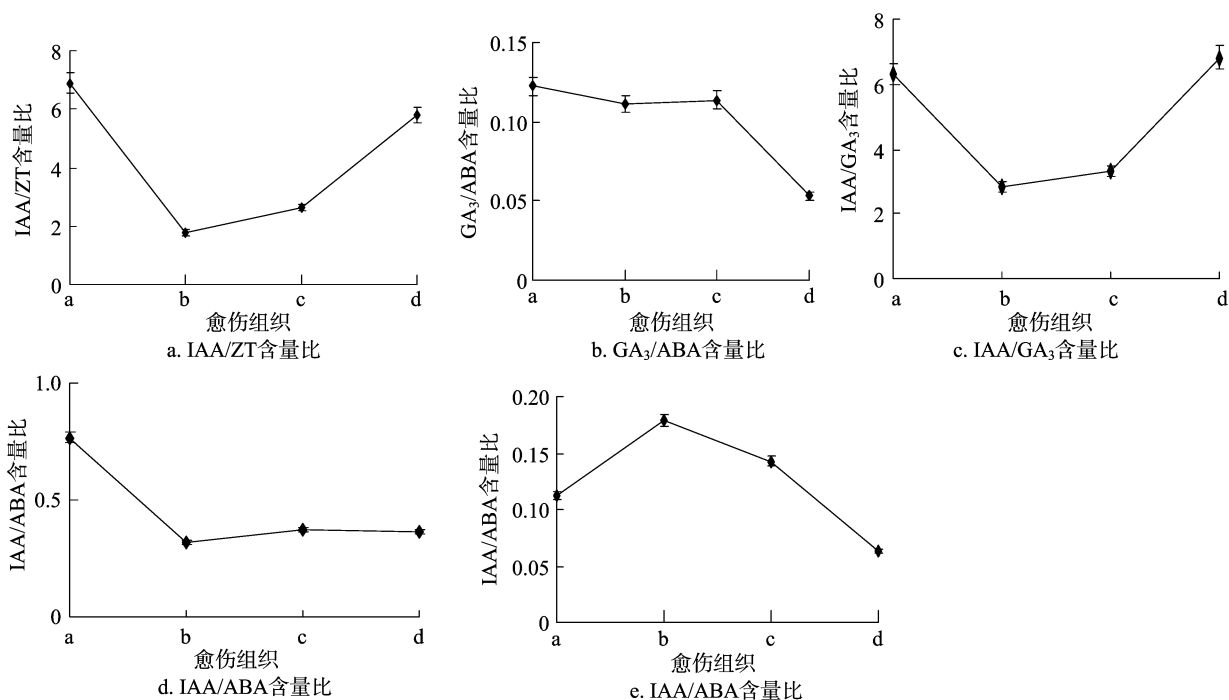 8
6
4
2
0
IAA/ZT含量比
a b c d
愈伤组织
a. IAA/ZT含量比
0.15
0.10
0.05
0
GA₃/ABA含量比
a b c d
愈伤组织
b. GA₃/ABA含量比
8
6
4
2
0
IAA/GA₃含量比
a b c d
愈伤组织
c. IAA/GA₃含量比
1.0
0.5
0
IAA/ABA含量比
a b c d
愈伤组织
d. IAA/ABA含量比
0.20
0.15
0.10
0.05
0
IAA/ABA含量比
a b c d
愈伤组织
e. IAA/ABA含量比